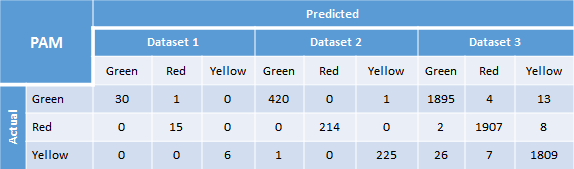 PAM
Predicted
Dataset 1 Dataset 2 Dataset 3
Green Red Yellow Green Red Yellow Green Red Yellow
Actual
Green 30 1 0 420 0 1 1895 4 13
Red 0 15 0 0 214 0 2 1907 8
Yellow 0 0 6 1 0 225 26 7 1809